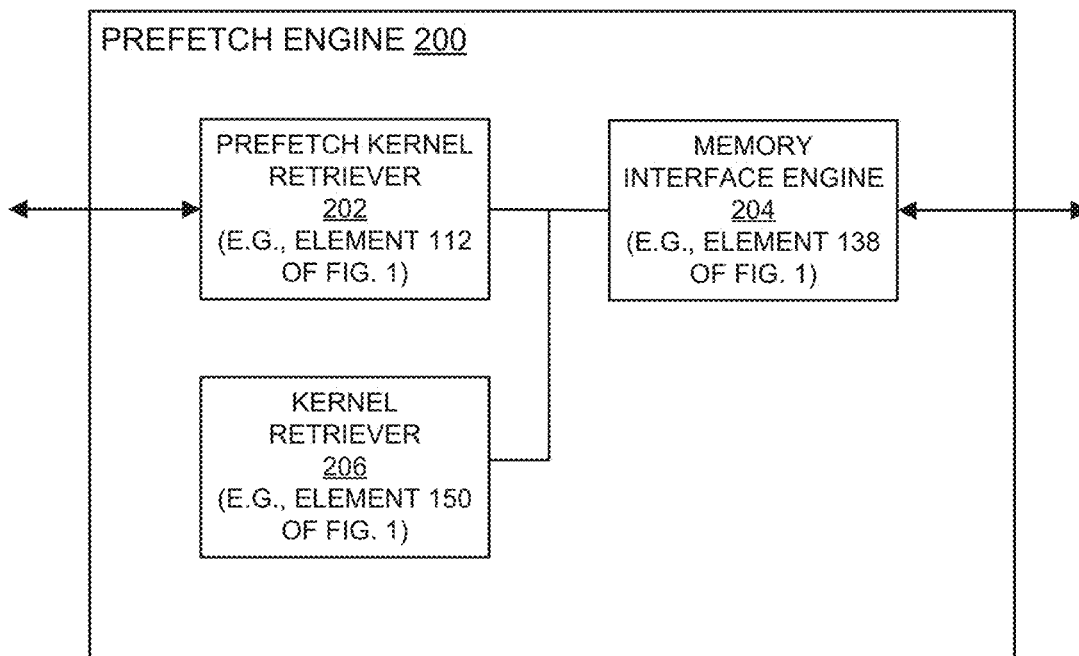 PREFETCH ENGINE 200
PREFETCH KERNEL
RETRIEVER
202
(E.G., ELEMENT 112
OF FIG. 1)
MEMORY
INTERFACE ENGINE
204
(E.G., ELEMENT 138
OF FIG. 1)
KERNEL
RETRIEVER
206
(E.G., ELEMENT 150
OF FIG. 1)